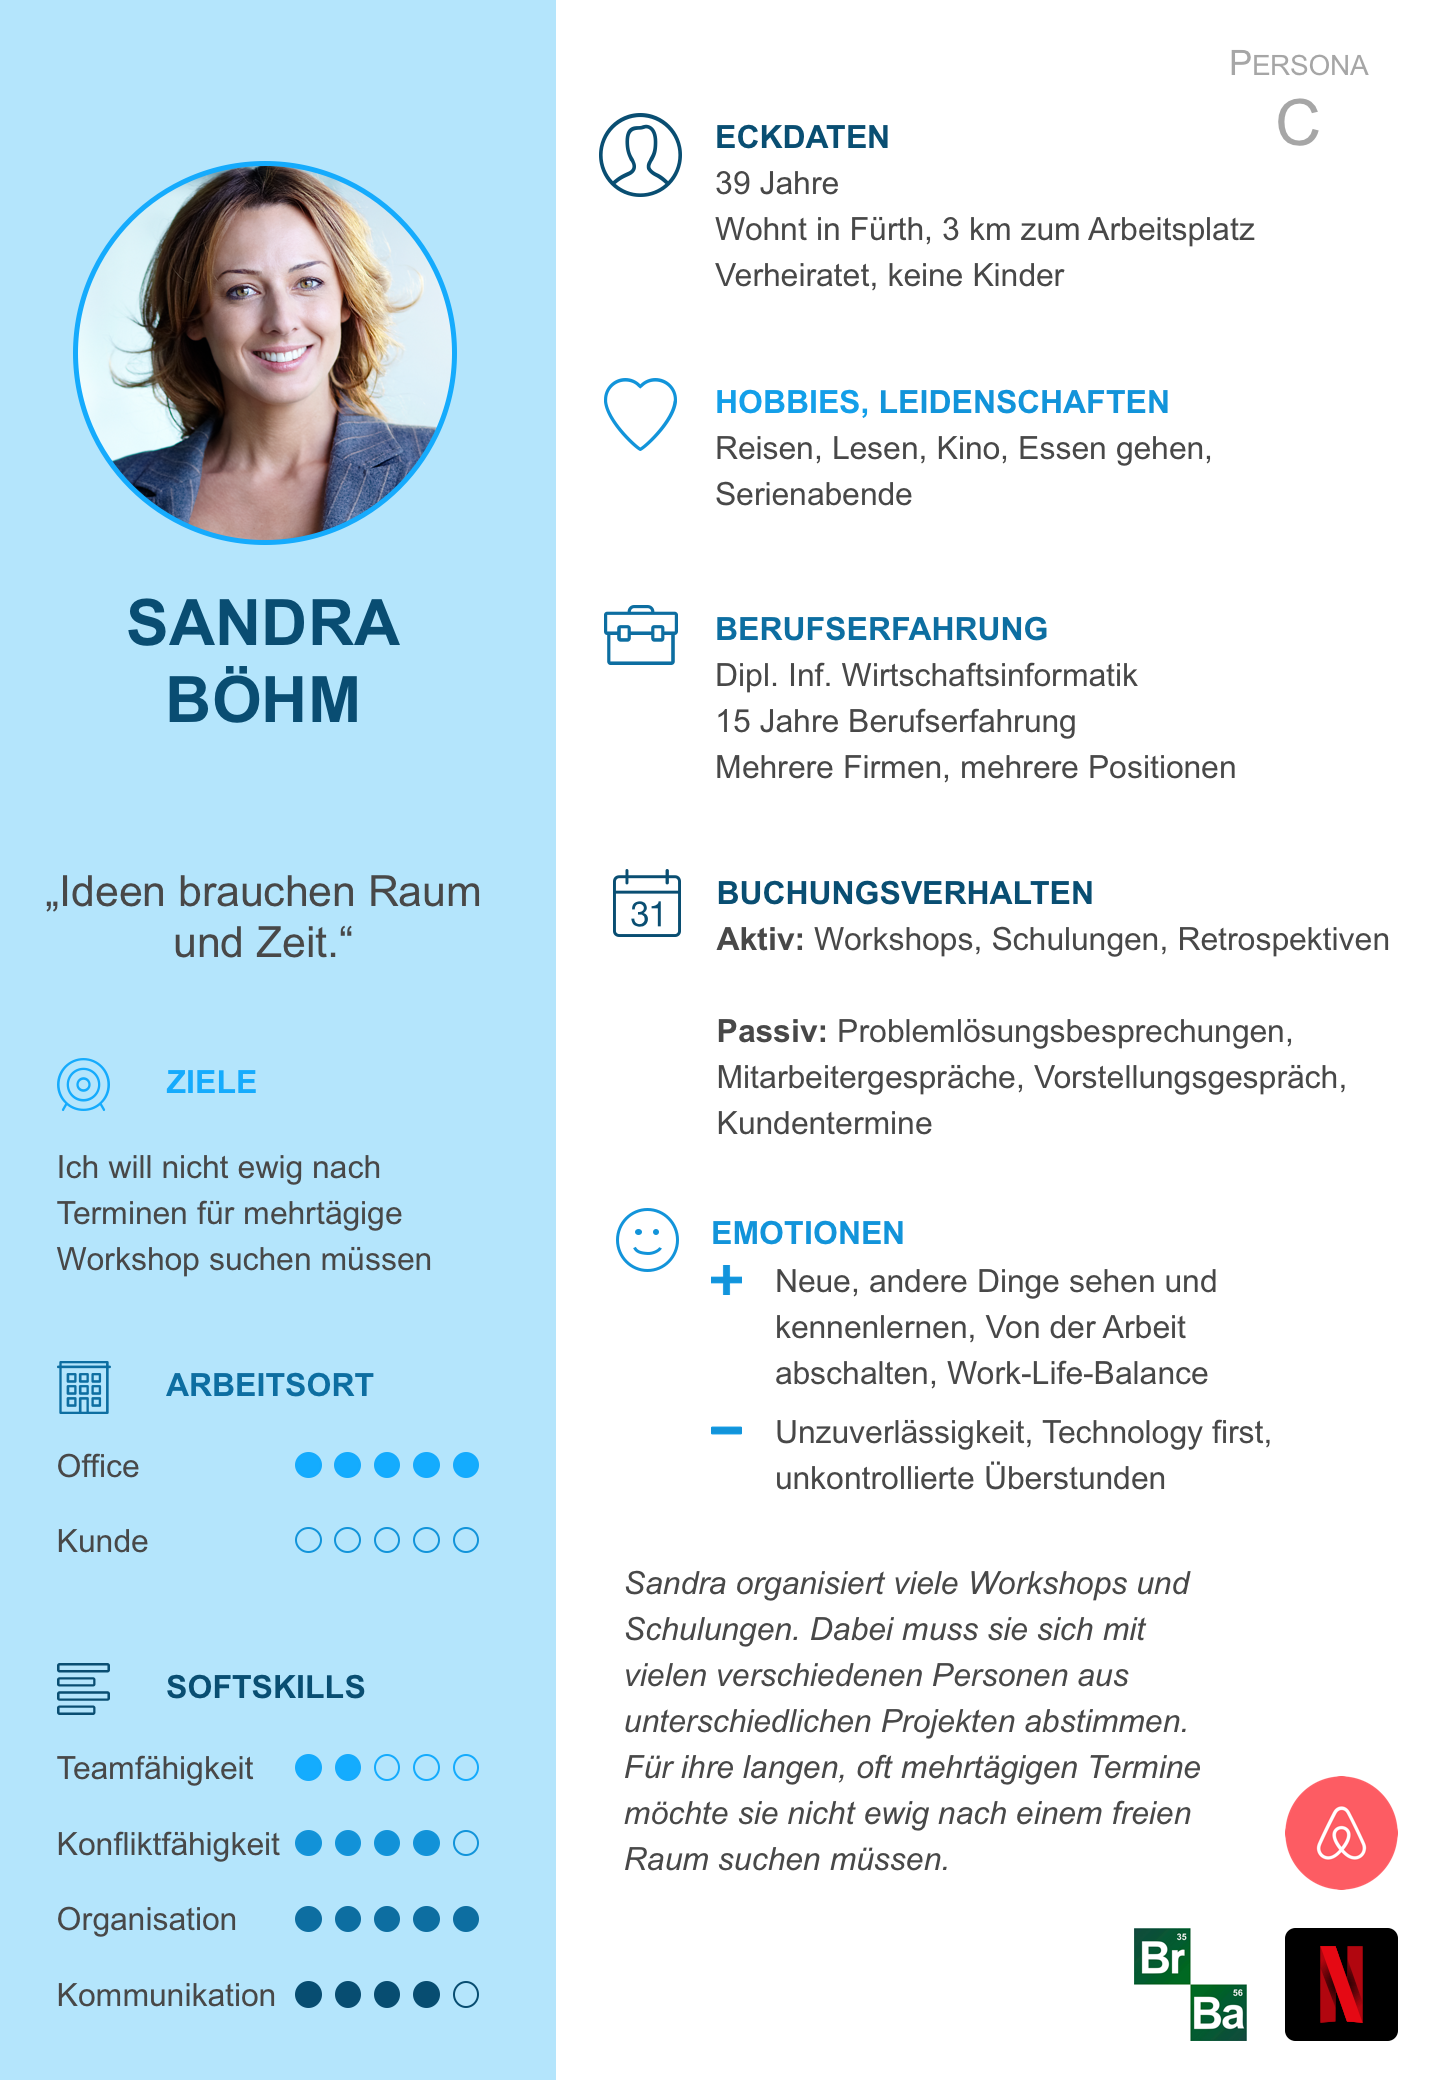 PERSONA
C
SANDRA
BÖHM
„Ideen brauchen Raum
und Zeit.“
ZIELE
Ich will nicht ewig nach
Terminen für mehrtägige
Workshop suchen müssen
ARBEITSORT
Office
Kunde
SOFTSKILLS
Teamfähigkeit
Konfliktfähigkeit
Organisation
Kommunikation
ECKDATEN
39 Jahre
Wohnt in Fürth, 3 km zum Arbeitsplatz
Verheiratet, keine Kinder
HOBBIES, LEIDENSCHAFTEN
Reisen, Lesen, Kino, Essen gehen,
Serienabende
BERUFSERFAHRUNG
Dipl. Inf. Wirtschaftsinformatik
15 Jahre Berufserfahrung
Mehrere Firmen, mehrere Positionen
31
BUCHUNGSVERHALTEN
Aktiv: Workshops, Schulungen, Retrospektiven
Passiv: Problemlösungsbesprechungen,
Mitarbeitergespräche, Vorstellungsgespräch,
Kundentermine
EMOTIONEN
+ Neue, andere Dinge sehen und
kennenlernen, Von der Arbeit
abschalten, Work-Life-Balance
− Unzuverlässigkeit, Technology first,
unkontrollierte Überstunden
Sandra organisiert viele Workshops und
Schulungen. Dabei muss sie sich mit
vielen verschiedenen Personen aus
unterschiedlichen Projekten abstimmen.
Für ihre langen, oft mehrtägigen Termine
möchte sie nicht ewig nach einem freien
Raum suchen müssen.
35
Br
56
Ba
N